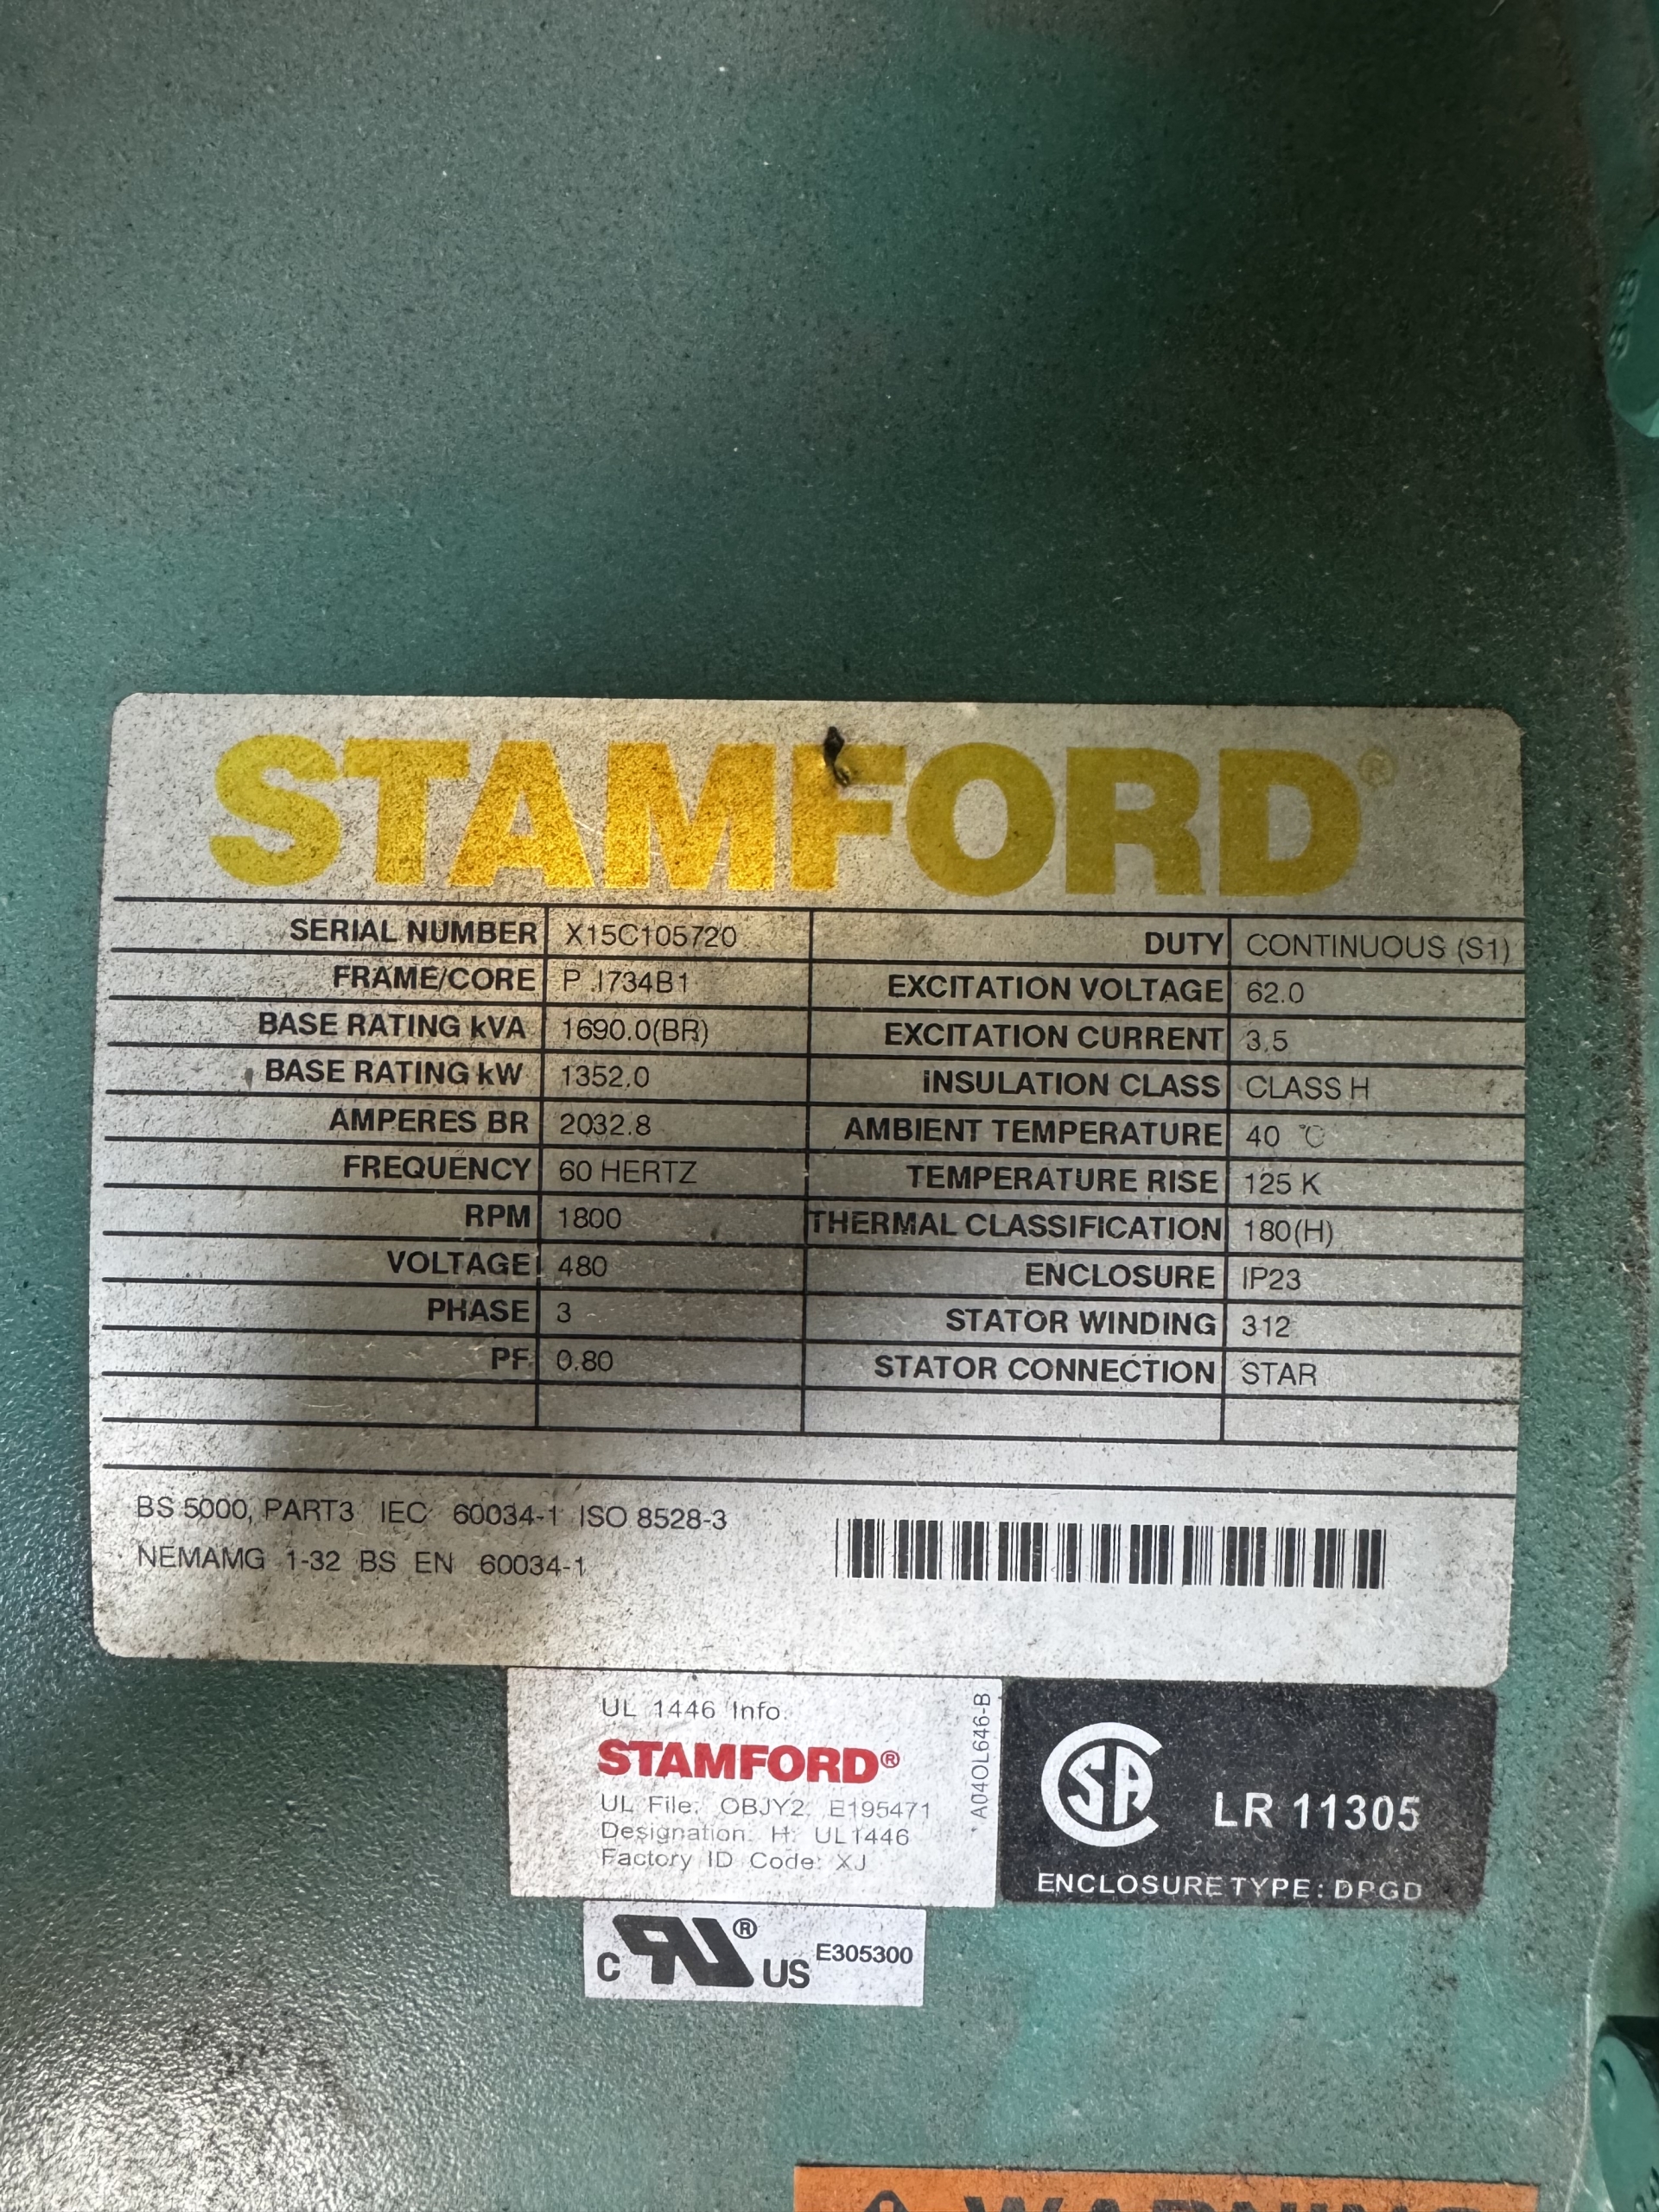 STAMFORD®
SERIAL NUMBER X15C105720 DUTY CONTINUOUS (S1)
FRAME/CORE P .I734B1 EXCITATION VOLTAGE 62.0
BASE RATING kVA 1690.0(BR) EXCITATION CURRENT 3.5
BASE RATING kW 1352.0 INSULATION CLASS CLASS H
AMPERES BR 2032.8 AMBIENT TEMPERATURE 40 °C
FREQUENCY 60 HERTZ TEMPERATURE RISE 125 K
RPM 1800 THERMAL CLASSIFICATION 180(H)
VOLTAGE 480 ENCLOSURE IP23
PHASE 3 STATOR WINDING 312
PF 0.80 STATOR CONNECTION STAR
BS 5000, PART3 IEC 60034-1 ISO 8528-3
NEMAMG 1-32 BS EN 60034-1
UL 1446 Info.
STAMFORD®
UL File: OBJY2. E195471
Designation: H: UL1446
Factory ID Code: XJ
A04OL646-B
CSA LR 11305
ENCLOSURE TYPE: DPGD
c RU® US E305300
WARNING